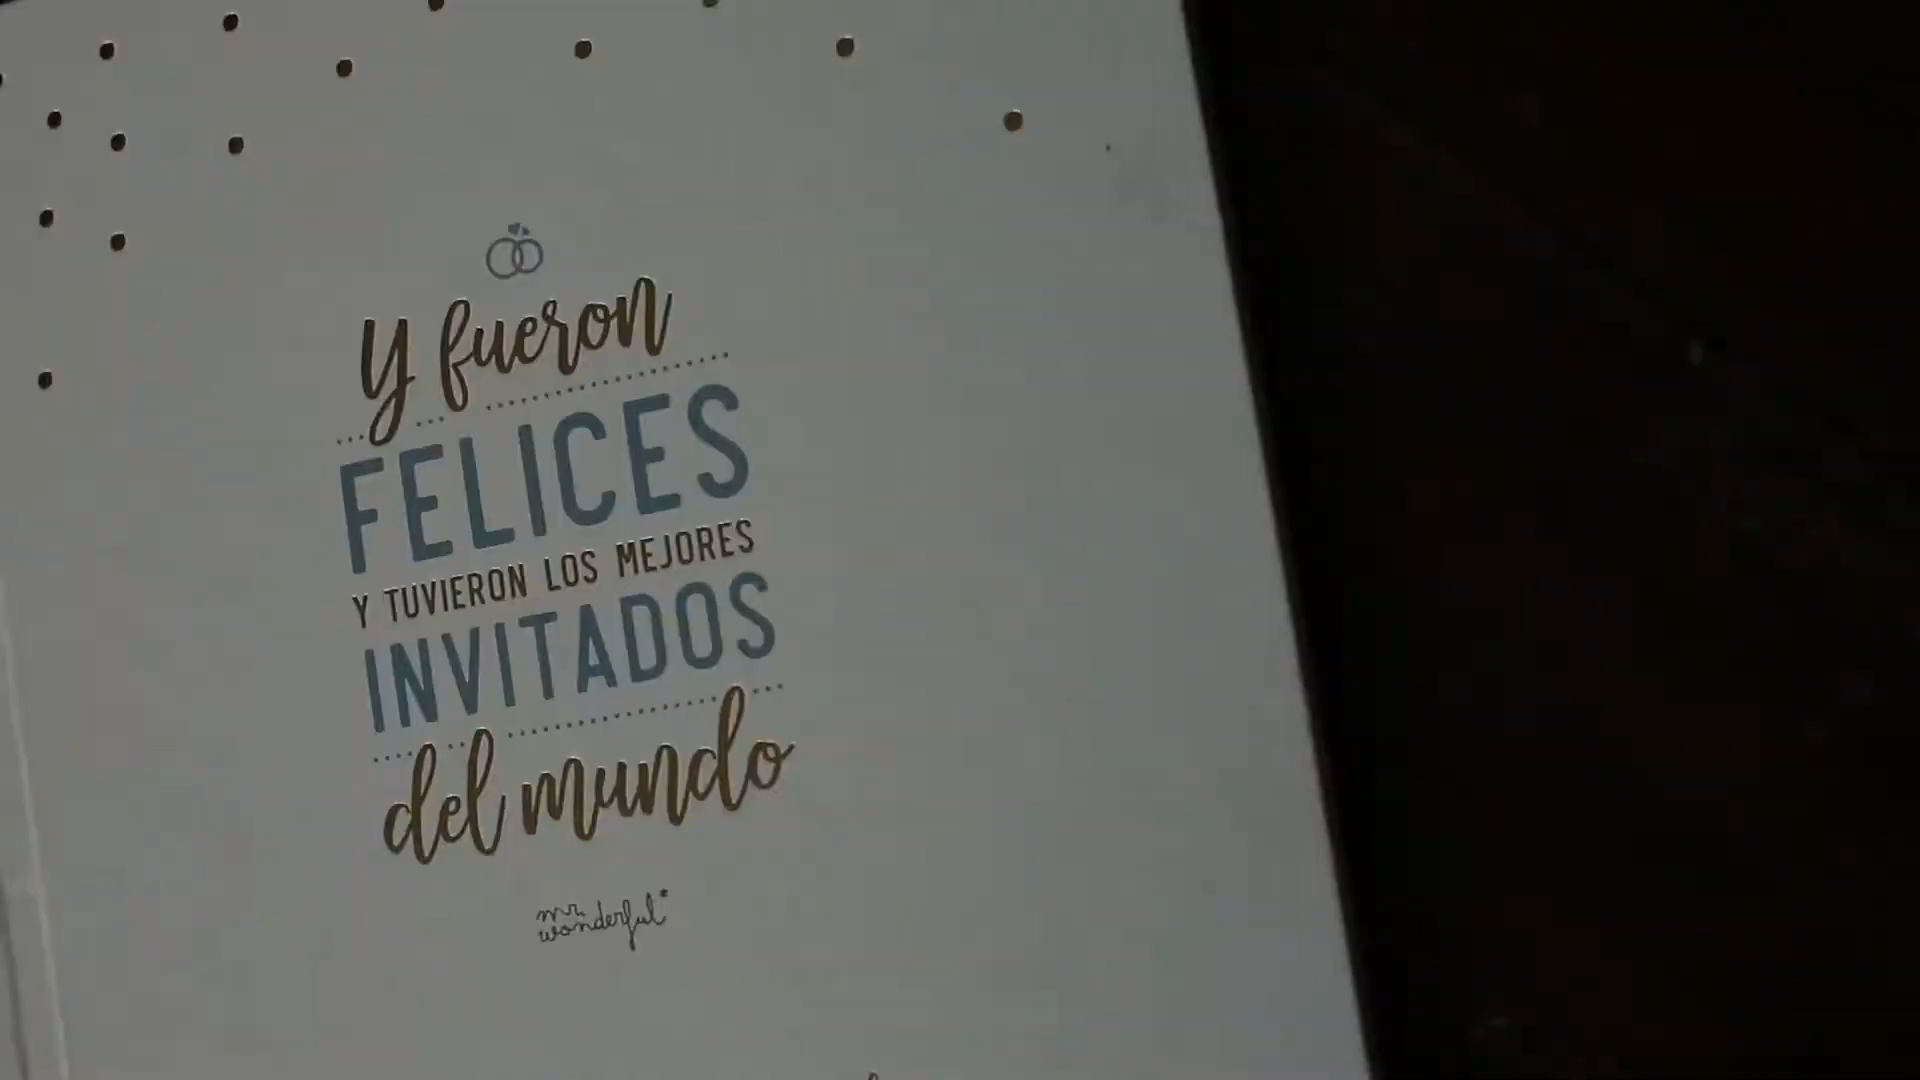 y fueron
FELICES
Y TUVIERON LOS MEJORES
INVITADOS
del mundo
mr.
wonderful*